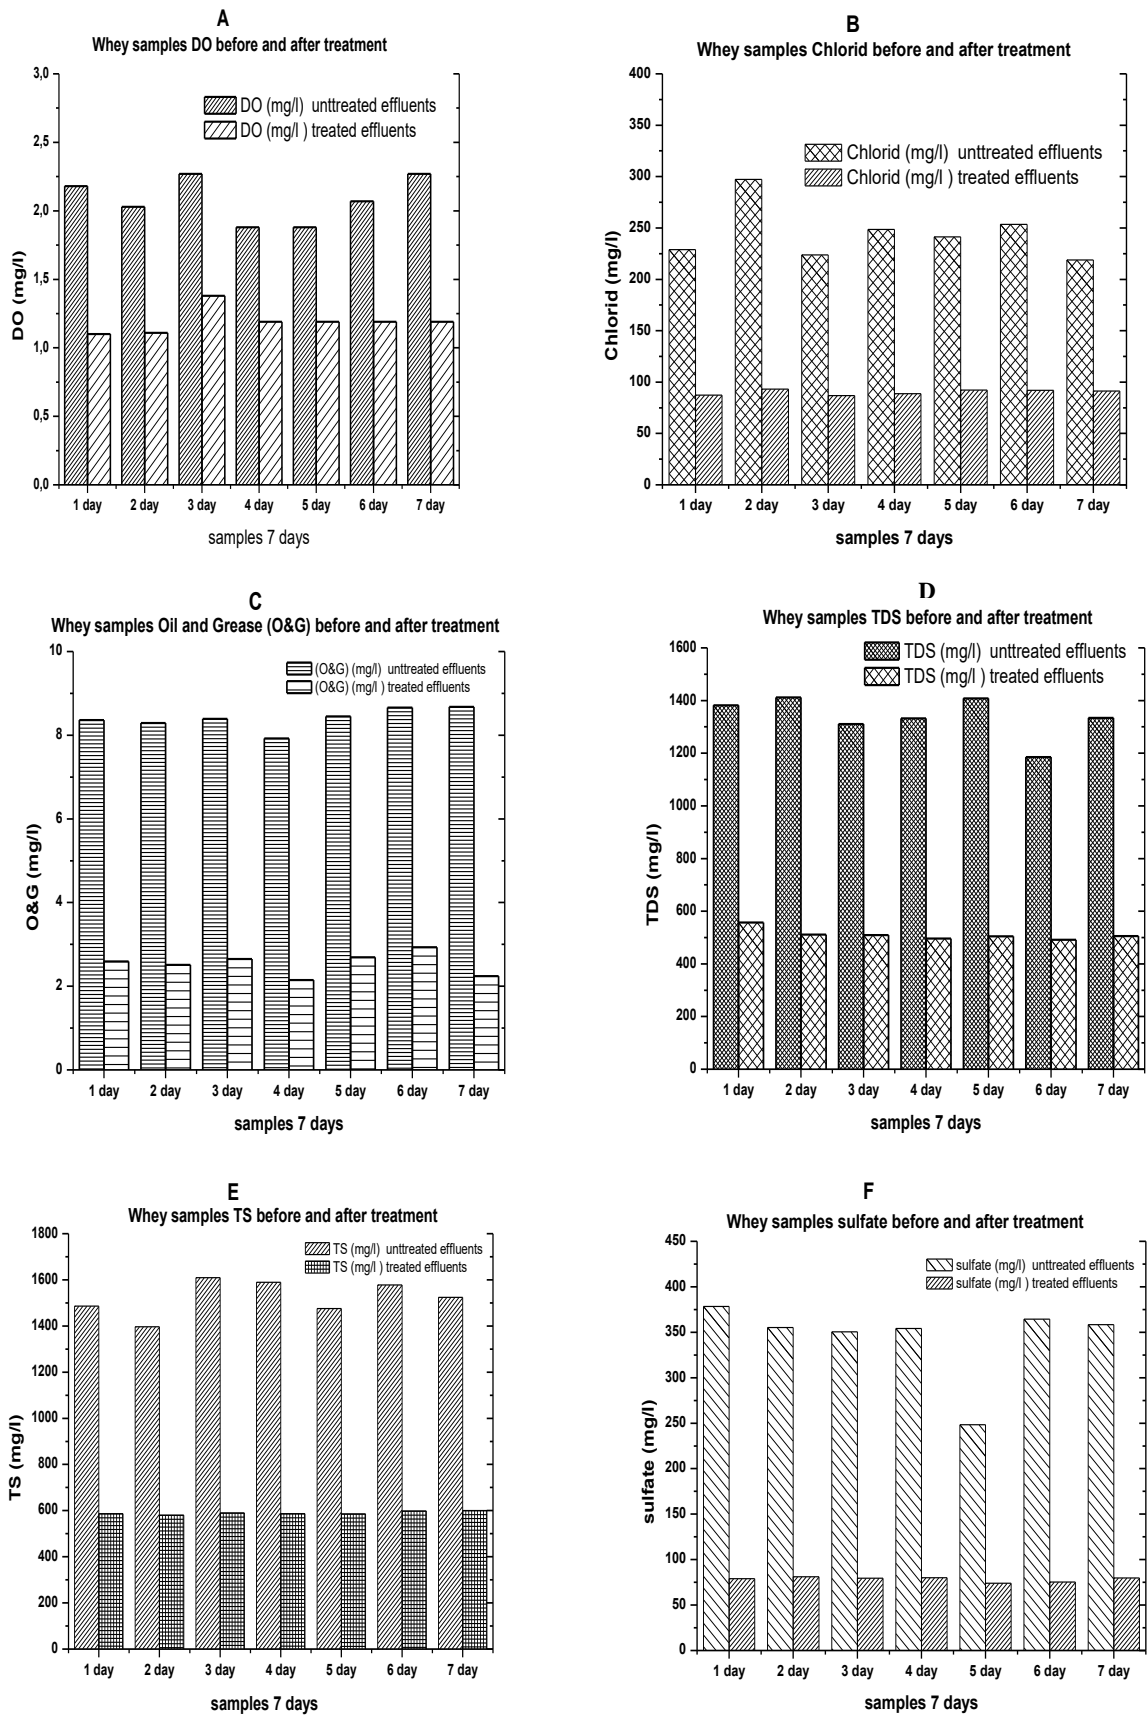 A
Whey samples DO before and after treatment
3,0
2,5
2,0
1,5
1,0
0,5
0,0
DO (mg/l)
DO (mg/l) unttreated effluents
DO (mg/l ) treated effluents
1 day 2 day 3 day 4 day 5 day 6 day 7 day
samples 7 days
B
Whey samples Chlorid before and after treatment
400
350
300
250
200
150
100
50
0
Chlorid (mg/l)
Chlorid (mg/l) unttreated effluents
Chlorid (mg/l ) treated effluents
1 day 2 day 3 day 4 day 5 day 6 day 7 day
samples 7 days
C
Whey samples Oil and Grease (O&G) before and after treatment
10
8
6
4
2
0
O&G (mg/l)
(O&G) (mg/l) unttreated effluents
(O&G) (mg/l ) treated effluents
1 day 2 day 3 day 4 day 5 day 6 day 7 day
samples 7 days
D
Whey samples TDS before and after treatment
1600
1400
1200
1000
800
600
400
200
0
TDS (mg/l)
TDS (mg/l) unttreated effluents
TDS (mg/l ) treated effluents
1 day 2 day 3 day 4 day 5 day 6 day 7 day
samples 7 days
E
Whey samples TS before and after treatment
1800
1600
1400
1200
1000
800
600
400
200
0
TS (mg/l)
TS (mg/l) unttreated effluents
TS (mg/l ) treated effluents
1 day 2 day 3 day 4 day 5 day 6 day 7 day
samples 7 days
F
Whey samples sulfate before and after treatment
450
400
350
300
250
200
150
100
50
0
sulfate (mg/l)
sulfate (mg/l) unttreated effluents
sulfate (mg/l ) treated effluents
1 day 2 day 3 day 4 day 5 day 6 day 7 day
samples 7 days